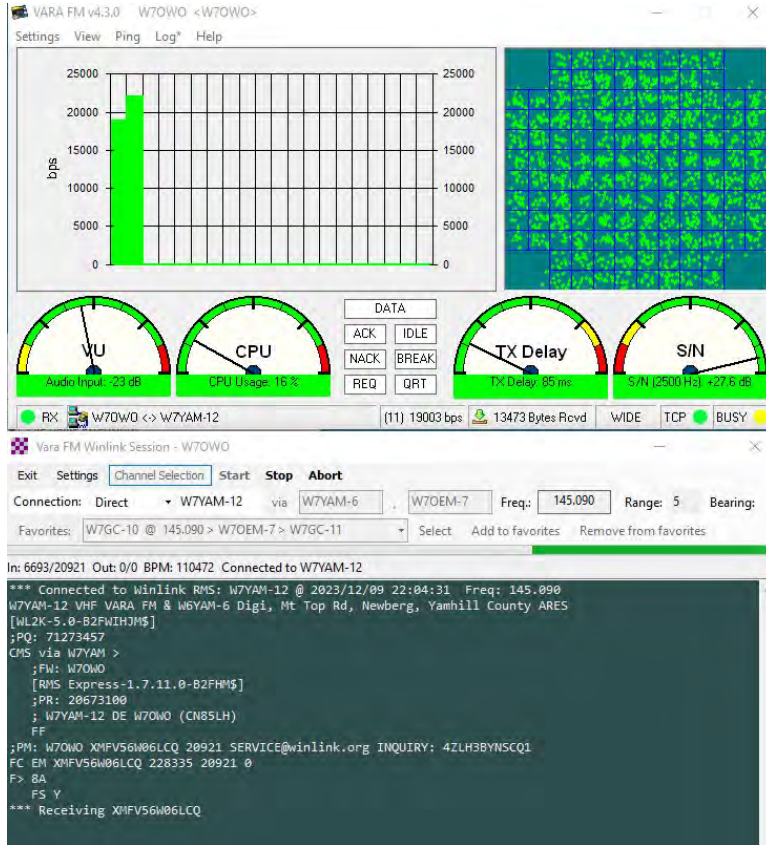 VARA FM v4.3.0 W7OWO <W7OWO>
Settings View Ping Log* Help
25000 25000
20000 20000
15000 15000
bps
10000 10000
5000 5000
0 0
DATA
ACK IDLE
NACK BREAK
REQ QRT
VU CPU TX Delay S/N
Audio Input: -23 dB CPU Usage: 16 % TX Delay: 85 ms S/N (2500 Hz): +27.6 dB
RX W7OWO <-> W7YAM-12 (11) 19003 bps 13473 Bytes Rcvd WIDE TCP BUSY
Vara FM Winlink Session - W7OWO
Exit Settings Channel Selection Start Stop Abort
Connection: Direct W7YAM-12 via W7YAM-6 , W7OEM-7 Freq.: 145.090 Range: 5 Bearing:
Favorites: W7GC-10 @ 145.090 > W7OEM-7 > W7GC-11 Select Add to favorites Remove from favorites
In: 6693/20921 Out: 0/0 BPM: 110472 Connected to W7YAM-12
*** Connected to Winlink RMS: W7YAM-12 @ 2023/12/09 22:04:31 Freq: 145.090
W7YAM-12 VHF VARA FM & W6YAM-6 Digi, Mt Top Rd, Newberg, Yamhill County ARES
[WL2K-5.0-B2FWIHJM$]
;PQ: 71273457
CMS via W7YAM >
;FW: W7OWO
[RMS Express-1.7.11.0-B2FHM$]
;PR: 20673100
; W7YAM-12 DE W7OWO (CN85LH)
FF
;PM: W7OWO XMFV56W06LCQ 20921 SERVICE@winlink.org INQUIRY: 4ZLH3BYNSCQ1
FC EM XMFV56W06LCQ 228335 20921 0
F> 8A
FS Y
*** Receiving XMFV56W06LCQ